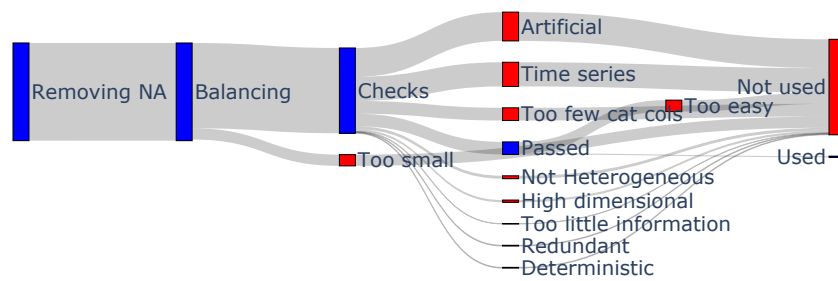 Removing NA
Balancing
Checks
Too small
Artificial
Time series
Too few cat cols
Passed
Not Heterogeneous
High dimensional
Too little information
Redundant
Deterministic
Too easy
Not used
Used